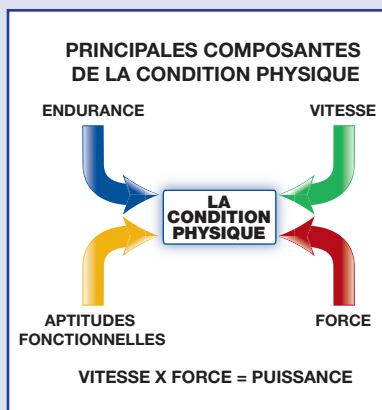 PRINCIPALES COMPOSANTES
DE LA CONDITION PHYSIQUE
ENDURANCE
VITESSE
LA
CONDITION
PHYSIQUE
APTITUDES
FONCTIONNELLES
FORCE
VITESSE X FORCE = PUISSANCE